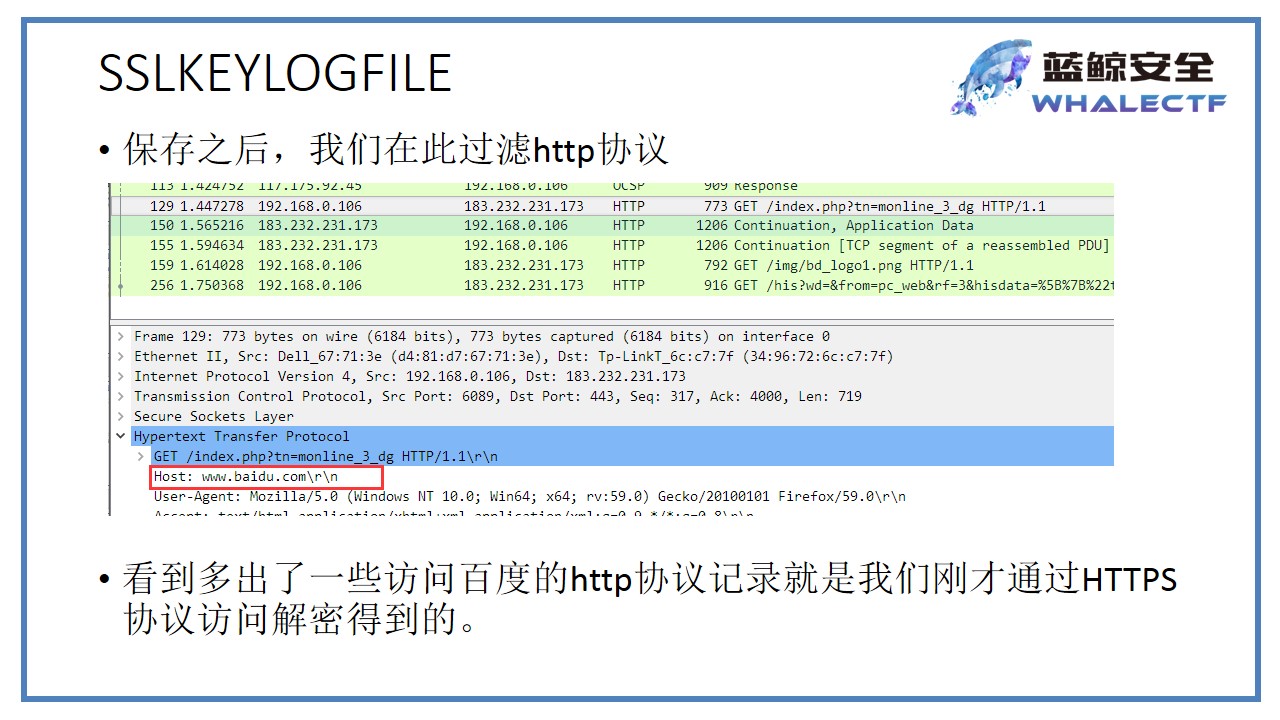 SSLKEYLOGFILE
蓝鲸安全
WHALECTF
• 保存之后，我们在此过滤http协议
113 1.424752 117.175.92.45 192.168.0.106 OCSP 909 Response
129 1.447278 192.168.0.106 183.232.231.173 HTTP 773 GET /index.php?tn=monline_3_dg HTTP/1.1
150 1.565216 183.232.231.173 192.168.0.106 HTTP 1206 Continuation, Application Data
155 1.594634 183.232.231.173 192.168.0.106 HTTP 1206 Continuation [TCP segment of a reassembled PDU]
159 1.614028 192.168.0.106 183.232.231.173 HTTP 792 GET /img/bd_logo1.png HTTP/1.1
256 1.750368 192.168.0.106 183.232.231.173 HTTP 916 GET /his?wd=&from=pc_web&rf=3&hisdata=%5B%7B%22t
Frame 129: 773 bytes on wire (6184 bits), 773 bytes captured (6184 bits) on interface 0
Ethernet II, Src: Dell_67:71:3e (d4:81:d7:67:71:3e), Dst: Tp-LinkT_6c:c7:7f (34:96:72:6c:c7:7f)
Internet Protocol Version 4, Src: 192.168.0.106, Dst: 183.232.231.173
Transmission Control Protocol, Src Port: 6089, Dst Port: 443, Seq: 317, Ack: 4000, Len: 719
Secure Sockets Layer
Hypertext Transfer Protocol
GET /index.php?tn=monline_3_dg HTTP/1.1\r\n
Host: www.baidu.com\r\n
User-Agent: Mozilla/5.0 (Windows NT 10.0; Win64; x64; rv:59.0) Gecko/20100101 Firefox/59.0\r\n
Accept: text/html,application/xhtml+xml,application/xml;q=0.9,*/*;q=0.8\r\n
• 看到多出了一些访问百度的http协议记录就是我们刚才通过HTTPS
协议访问解密得到的。